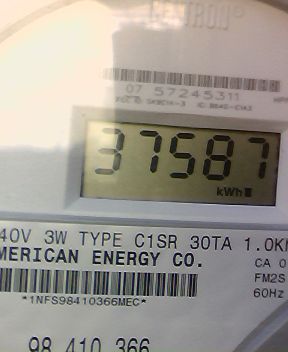 CENTRON®
07 57245311
37587
kWh
40V 3W TYPE C1SR 30TA 1.0K
MERICAN ENERGY CO.
CA 0
FM2S
60Hz
*1NFS98410366MEC*
98 410 366